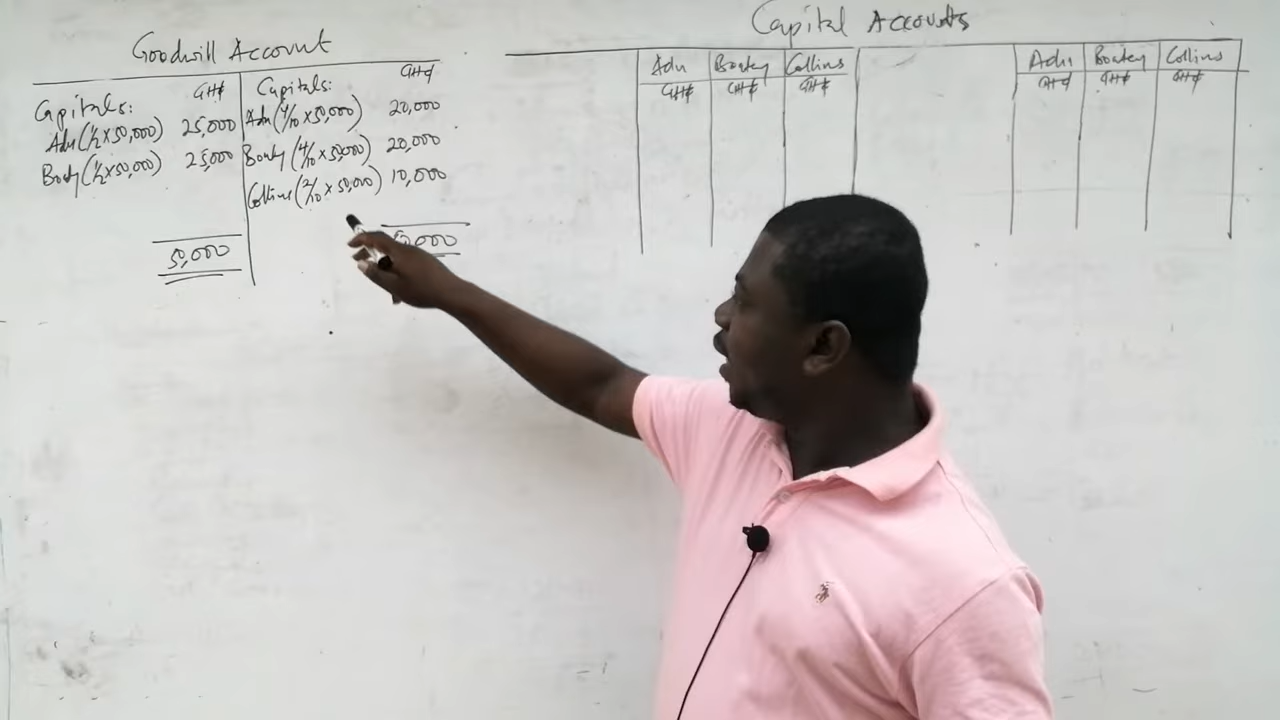 Goodwill Account
GH¢
GH¢
Capitals:
Adu (1/2 x 50,000) 25,000
Body (1/2 x 50,000) 25,000
50,000
Capitals:
Adu (4/10 x 50,000) 20,000
Boaky (4/10 x 50,000) 20,000
Collins (2/10 x 50,000) 10,000
50,000
Capital Accounts
Adu Boakey Collins
GH¢ GH¢ GH¢
Adu Boakey Collins
GH¢ GH¢ GH¢